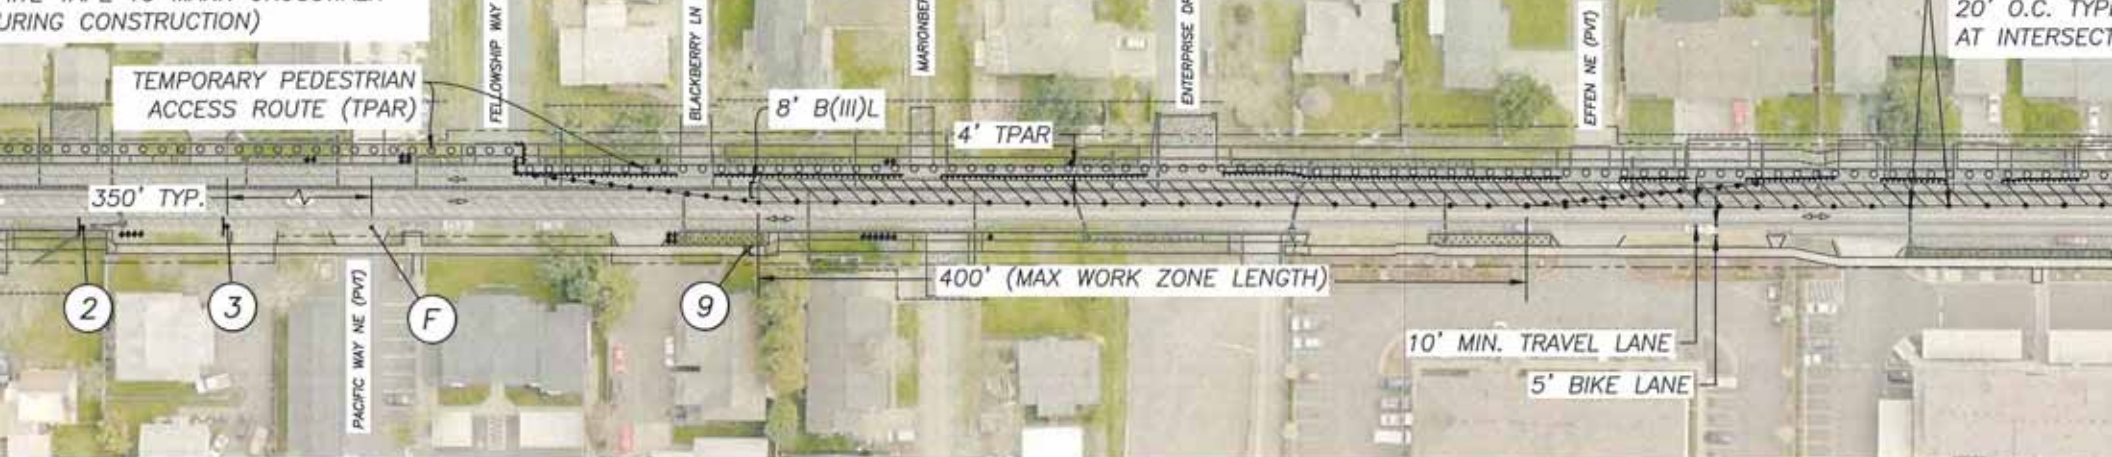 URING CONSTRUCTION)
TEMPORARY PEDESTRIAN
ACCESS ROUTE (TPAR)
FELLOWSHIP WAY
BLACKBERRY LN
MARIONBE
ENTERPRISE DR
EFFEN NE (PVT)
20' O.C. TYP
AT INTERSECT
8' B(III)L
4' TPAR
350' TYP.
2
3
F
9
PACIFIC WAY NE (PVT)
400' (MAX WORK ZONE LENGTH)
10' MIN. TRAVEL LANE
5' BIKE LANE